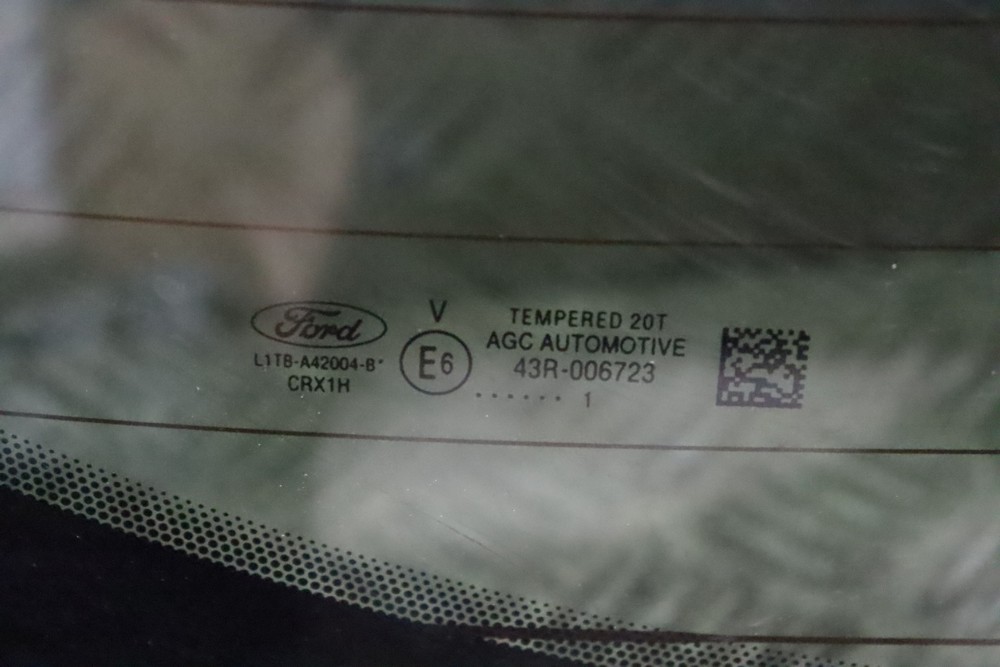 Ford
L1TB-A42004-B*
CRX1H
V
E6
TEMPERED 20T
AGC AUTOMOTIVE
43R-006723
...... 1